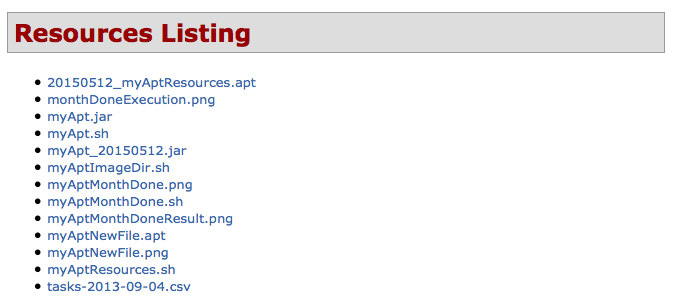 Resources Listing
20150512_myAptResources.apt
monthDoneExecution.png
myApt.jar
myApt.sh
myApt_20150512.jar
myAptImageDir.sh
myAptMonthDone.png
myAptMonthDone.sh
myAptMonthDoneResult.png
myAptNewFile.apt
myAptNewFile.png
myAptResources.sh
tasks-2013-09-04.csv